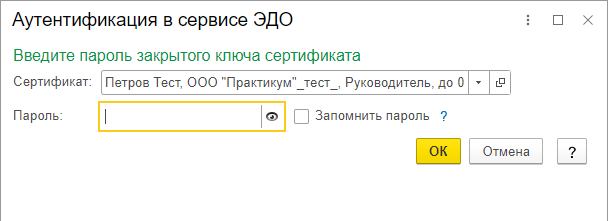 Аутентификация в сервисе ЭДО
Введите пароль закрытого ключа сертификата
Сертификат: Петров Тест, ООО "Практикум"_тест_, Руководитель, до 0
Пароль: Запомнить пароль ?
ОК Отмена ?